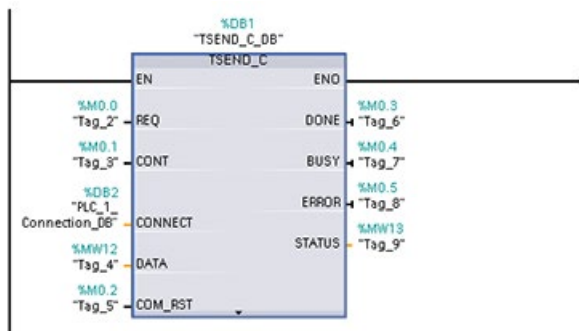 %DB1
"TSEND_C_DB"
TSEND_C
EN ENO
%M0.0
"Tag_2" REQ
%M0.1
"Tag_3" CONT
%DB2
"PLC_1_
Connection_DB" CONNECT
%MW12
"Tag_4" DATA
%M0.2
"Tag_5" COM_RST
%M0.3
DONE "Tag_6"
%M0.4
BUSY "Tag_7"
%M0.5
ERROR "Tag_8"
%MW13
STATUS "Tag_9"